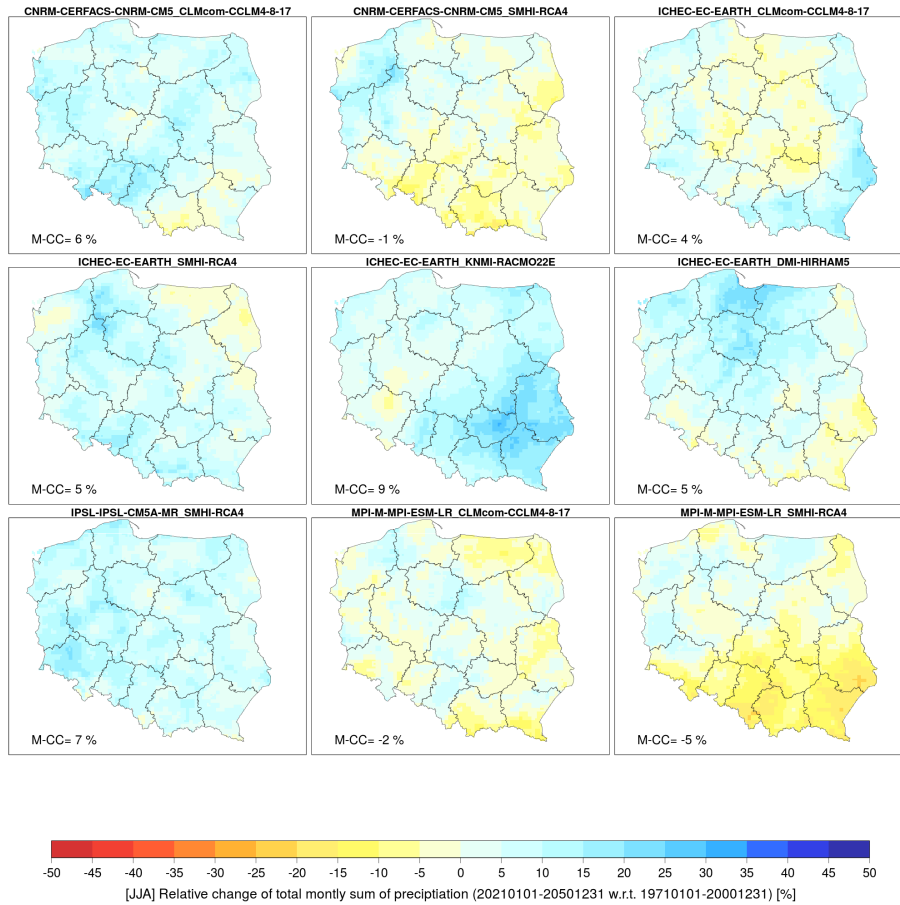 CNRM-CERFACS-CNRM-CM5_CLMcom-CCLM4-8-17
CNRM-CERFACS-CNRM-CM5_SMHI-RCA4
ICHEC-EC-EARTH_CLMcom-CCLM4-8-17
M-CC= 6 %
M-CC= -1 %
M-CC= 4 %
ICHEC-EC-EARTH_SMHI-RCA4
ICHEC-EC-EARTH_KNMI-RACMO22E
ICHEC-EC-EARTH_DMI-HIRHAM5
M-CC= 5 %
M-CC= 9 %
M-CC= 5 %
IPSL-IPSL-CM5A-MR_SMHI-RCA4
MPI-M-MPI-ESM-LR_CLMcom-CCLM4-8-17
MPI-M-MPI-ESM-LR_SMHI-RCA4
M-CC= 7 %
M-CC= -2 %
M-CC= -5 %
-50 -45 -40 -35 -30 -25 -20 -15 -10 -5 0 5 10 15 20 25 30 35 40 45 50
[JJA] Relative change of total montly sum of preciptiation (20210101-20501231 w.r.t. 19710101-20001231) [%]